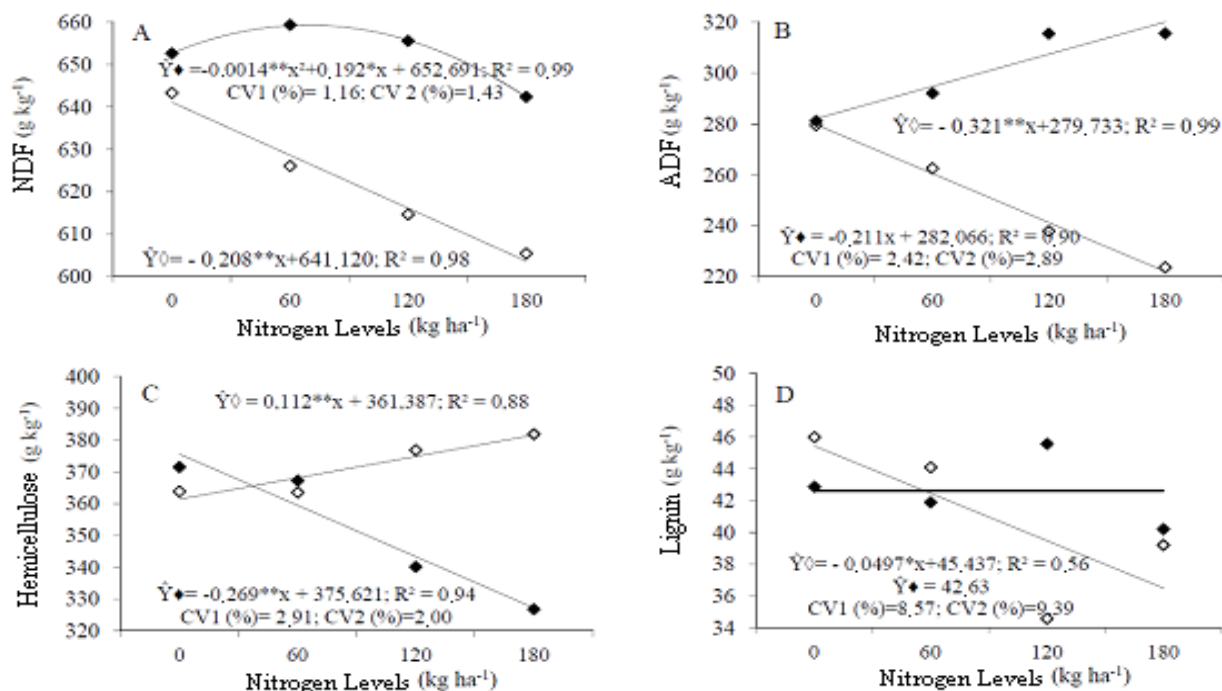 A
660
650
640
630
620
610
600
NDF (g kg⁻¹)
Ŷ♦ =-0.0014**x²+0.192*x + 652.691; R² = 0.99
CV1 (%)= 1.16; CV 2 (%)=1.43
Ŷ◊= - 0.208**x+641.120; R² = 0.98
0 60 120 180
Nitrogen Levels (kg ha⁻¹)
B
320
300
280
260
240
220
ADF (g kg⁻¹)
Ŷ◊= - 0.321**x+279.733; R² = 0.99
Ŷ♦ = -0.211x + 282.066; R² = 0.90
CV1 (%)= 2.42; CV2 (%)=2.89
0 60 120 180
Nitrogen Levels (kg ha⁻¹)
C
400
390
380
370
360
350
340
330
320
Hemicellulose (g kg⁻¹)
Ŷ◊ = 0.112**x + 361.387; R² = 0.88
Ŷ♦= -0.269**x + 375.621; R² = 0.94
CV1 (%)= 2.91; CV2 (%)=2.00
0 60 120 180
Nitrogen Levels (kg ha⁻¹)
D
50
48
46
44
42
40
38
36
34
Lignin (g kg⁻¹)
Ŷ◊= - 0.0497*x+45.437; R² = 0.56
Ŷ♦ = 42.63
CV1 (%)=8.57; CV2 (%)=9.39
0 60 120 180
Nitrogen Levels (kg ha⁻¹)